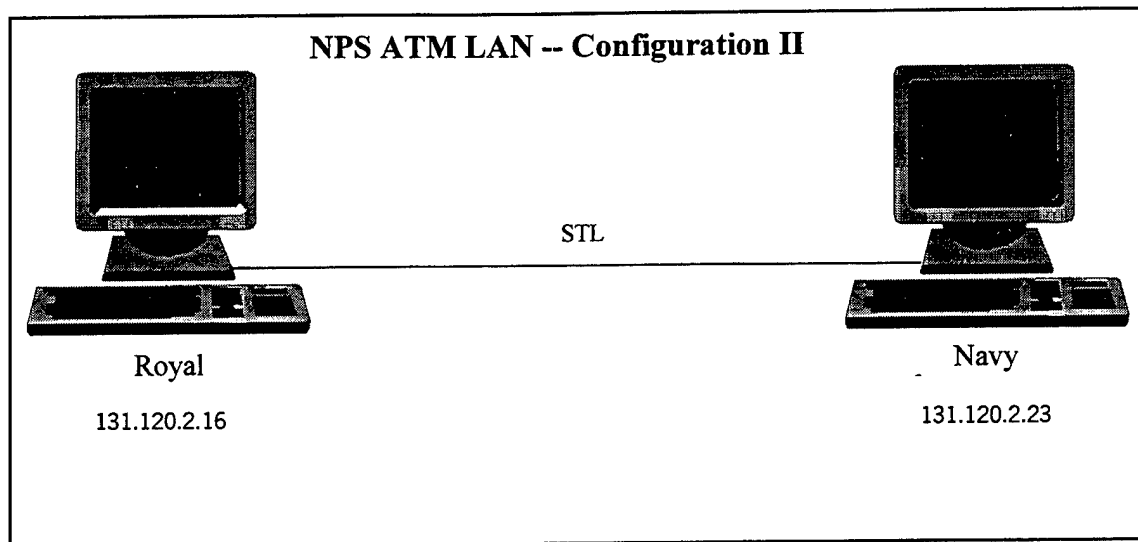 NPS ATM LAN -- Configuration II
STL
Royal
Navy
131.120.2.16
131.120.2.23